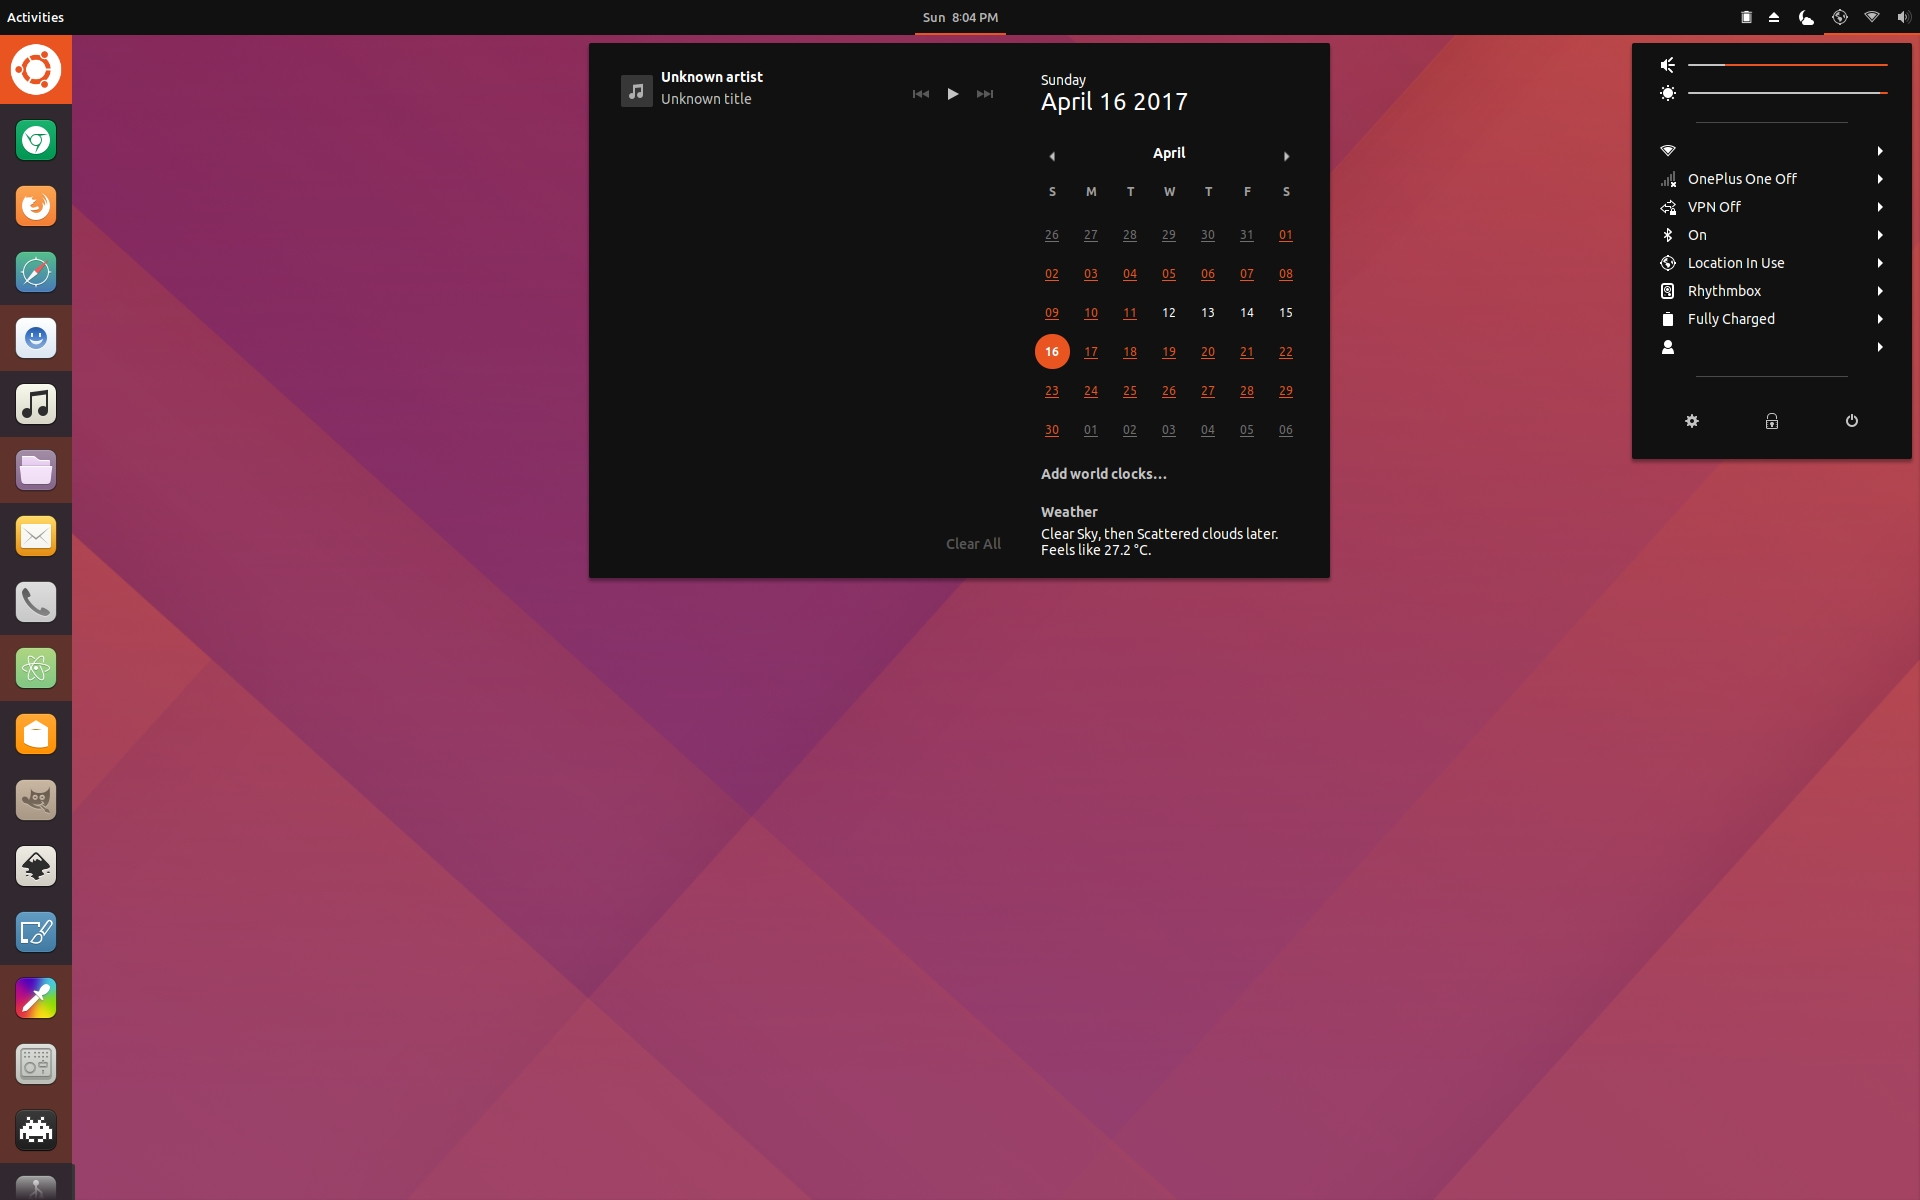 Activities
Sun 8:04 PM
Unknown artist
Unknown title
Clear All
Sunday
April 16 2017
April
S M T W T F S
26 27 28 29 30 31 01
02 03 04 05 06 07 08
09 10 11 12 13 14 15
16 17 18 19 20 21 22
23 24 25 26 27 28 29
30 01 02 03 04 05 06
Add world clocks…
Weather
Clear Sky, then Scattered clouds later.
Feels like 27.2 °C.
OnePlus One Off
VPN Off
On
Location In Use
Rhythmbox
Fully Charged